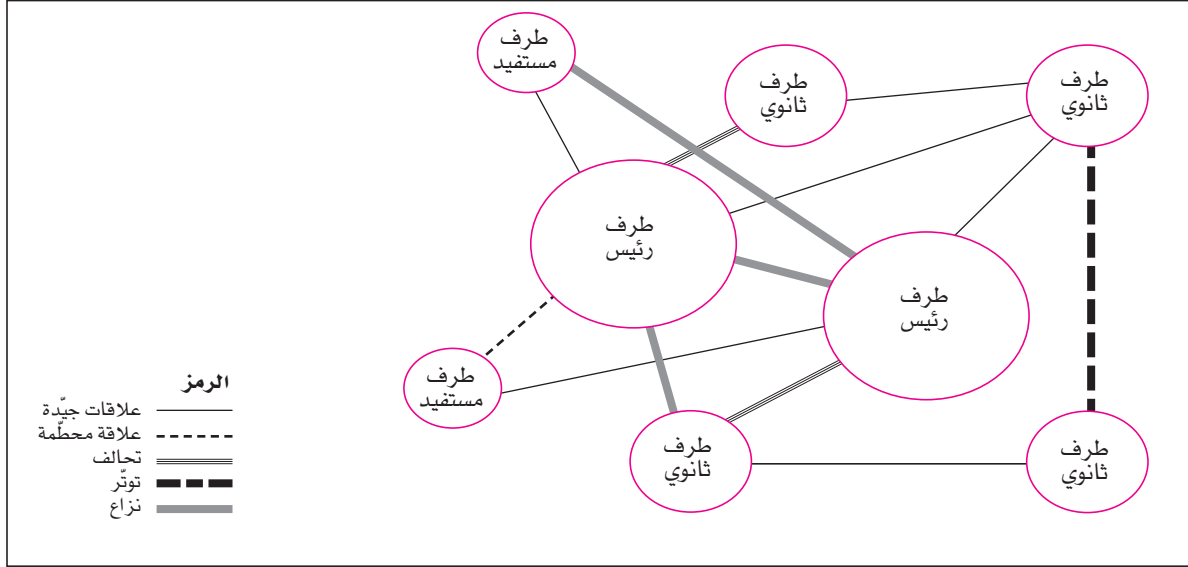 طرف
مستفيد
طرف
ثانوي
طرف
ثانوي
طرف
رئيس
طرف
رئيس
طرف
مستفيد
طرف
ثانوي
طرف
ثانوي
الرمز
علاقات جيّدة
علاقة محطّمة
تحالف
توتّر
نزاع